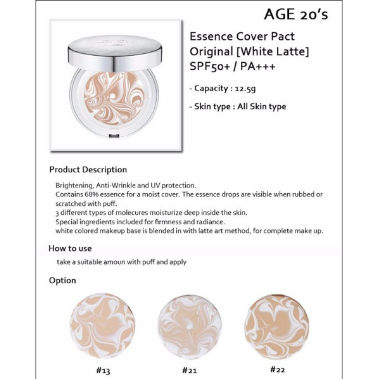 AGE 20's
Essence Cover Pact
Original [White Latte]
SPF50+ / PA+++
- Capacity : 12.5g
- Skin type : All Skin type
Product Description
Brightening, Anti-Wrinkle and UV protection.
Contains 68% essence for a moist cover. The essence drops are visible when rubbed or
scratched with puff.
3 different types of molecures moisturize deep inside the skin.
Special ingredients included for firmness and radiance.
white colored makeup base is blended in with latte art method, for complete make up.
How to use
take a suitable amoun with puff and apply
Option
#13
#21
#22